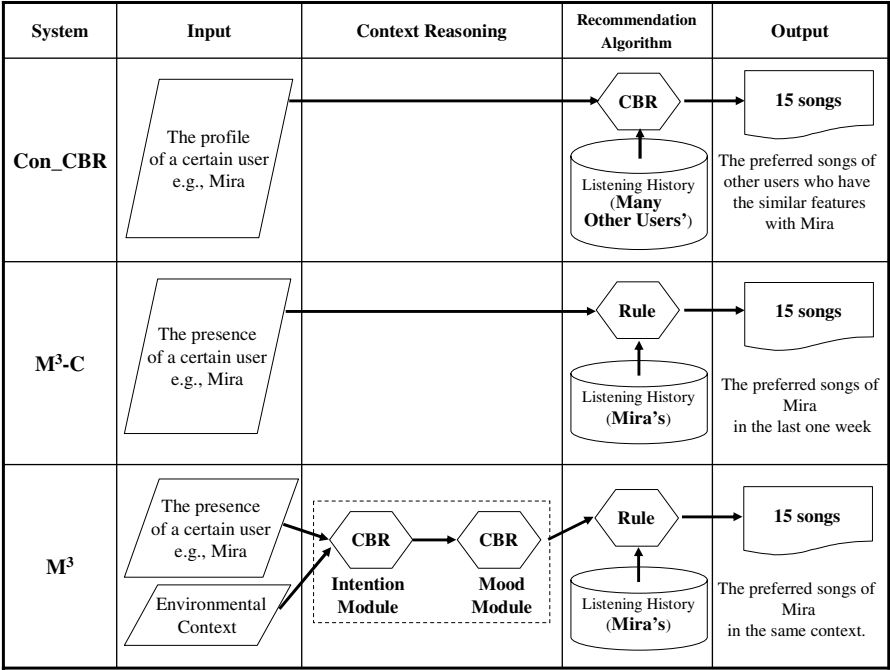 System
Input
Context Reasoning
Recommendation
Algorithm
Output
Con_CBR
The profile
of a certain user
e.g., Mira
CBR
Listening History
(Many
Other Users’)
15 songs
The preferred songs of
other users who have
the similar features
with Mira
M³-C
The presence
of a certain user
e.g., Mira
Rule
Listening History
(Mira's)
15 songs
The preferred songs of
Mira
in the last one week
M³
The presence
of a certain user
e.g., Mira
Environmental
Context
CBR
Intention
Module
CBR
Mood
Module
Rule
Listening History
(Mira's)
15 songs
The preferred songs of
Mira
in the same context.